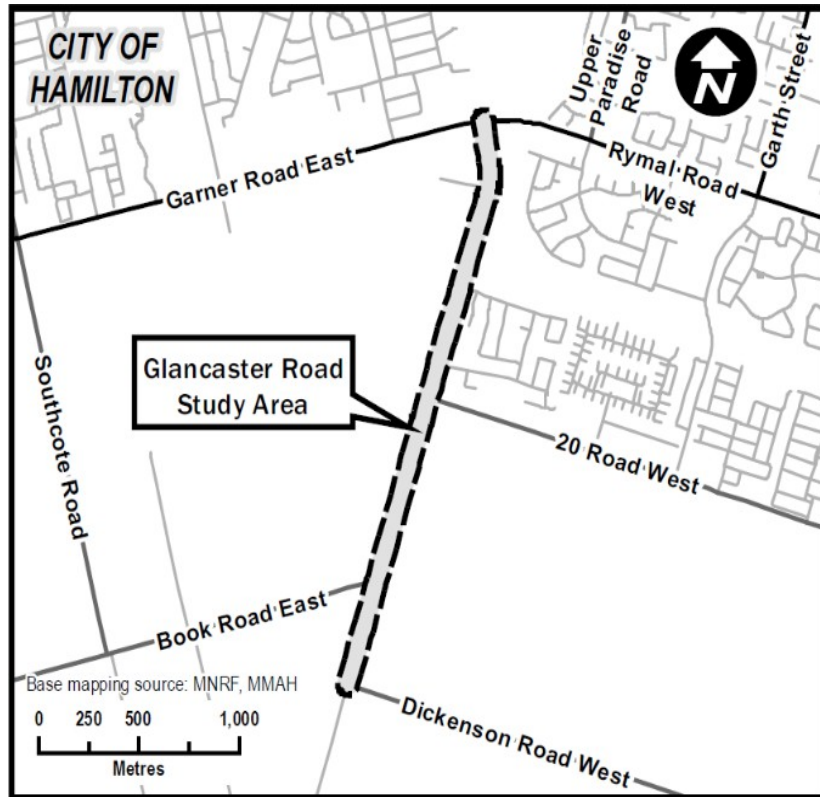 CITY OF
HAMILTON
N
Upper
Paradise
Road
Garth Street
Rymal Road
West
Garner Road East
Southcote Road
Glancaster Road
Study Area
20 Road West
Book Road East
Dickenson Road West
Base mapping source: MNRF, MMAH
0 250 500 1,000
Metres